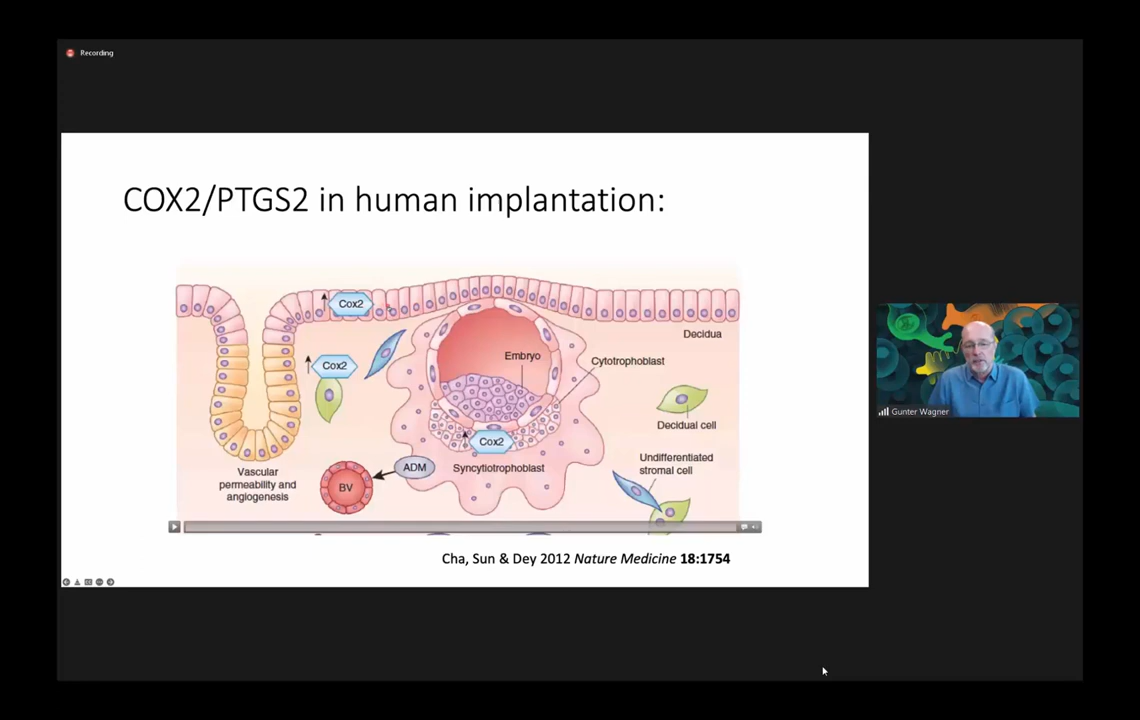 Recording
COX2/PTGS2 in human implantation:
Cox2
Decidua
Embryo
Cytotrophoblast
Cox2
Decidual cell
Cox2
Undifferentiated
stromal cell
Vascular
permeability and
angiogenesis
BV
ADM
Syncytiotrophoblast
Cha, Sun & Dey 2012 Nature Medicine 18:1754
Gunter Wagner